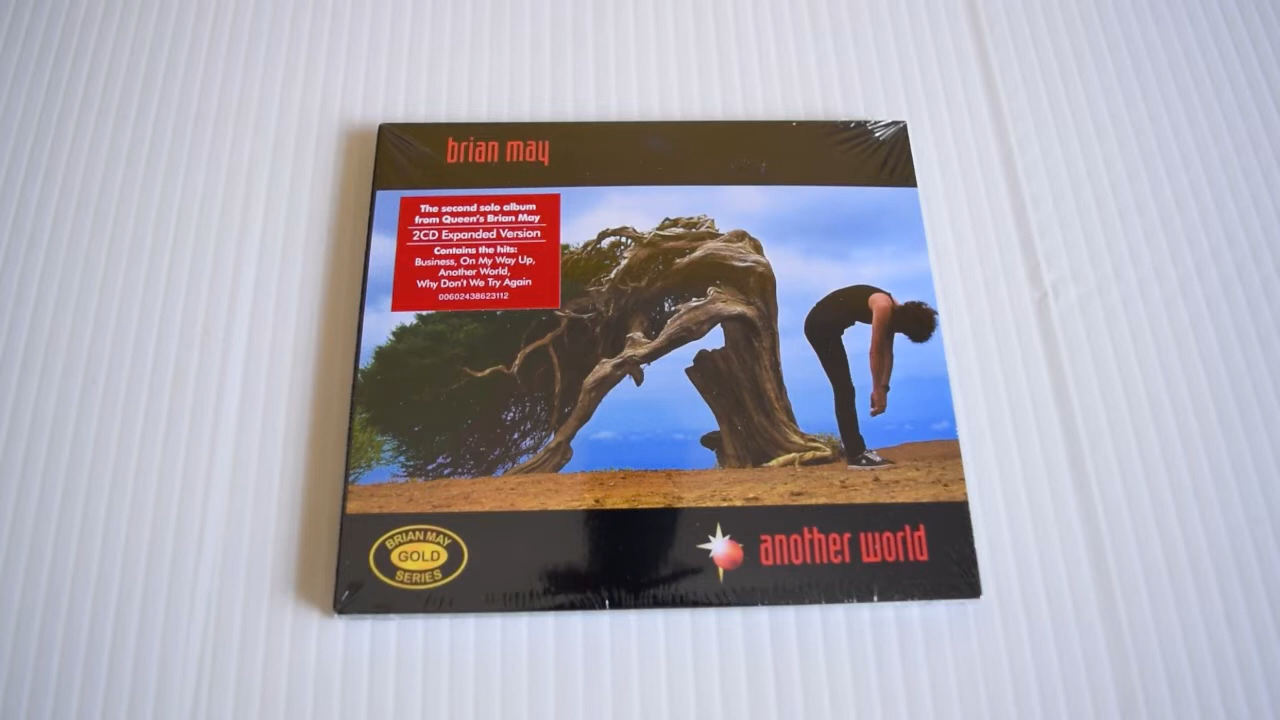 brian may
The second solo album
from Queen's Brian May
2CD Expanded Version
Contains the hits:
Business, On My Way Up,
Another World,
Why Don't We Try Again
00602438623112
BRIAN MAY
GOLD
SERIES
another world